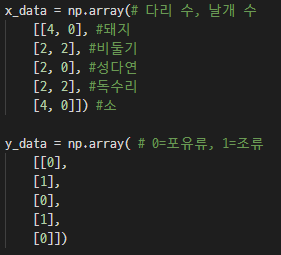 x_data = np.array(# 다리 수, 날개 수
[[4, 0], #돼지
[2, 2], #비둘기
[2, 0], #성다연
[2, 2], #독수리
[4, 0]]) #소
y_data = np.array( # 0=포유류, 1=조류
[[0],
[1],
[0],
[1],
[0]])